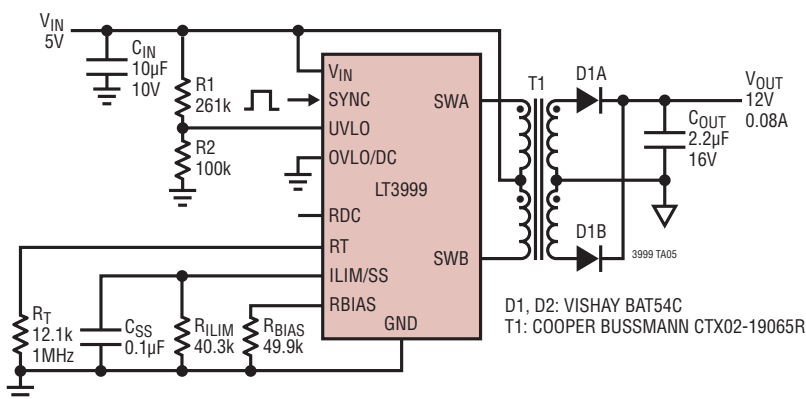 VIN
5V
CIN
10µF
10V
R1
261k
R2
100k
VIN
SYNC
UVLO
OVLO/DC
RDC
RT
ILIM/SS
RBIAS
GND
LT3999
SWA
SWB
T1
D1A
D1B
VOUT
12V
0.08A
COUT
2.2µF
16V
3999 TA05
RT
12.1k
1MHz
CSS
0.1µF
RILIM
40.3k
RBIAS
49.9k
D1, D2: VISHAY BAT54C
T1: COOPER BUSSMANN CTX02-19065R